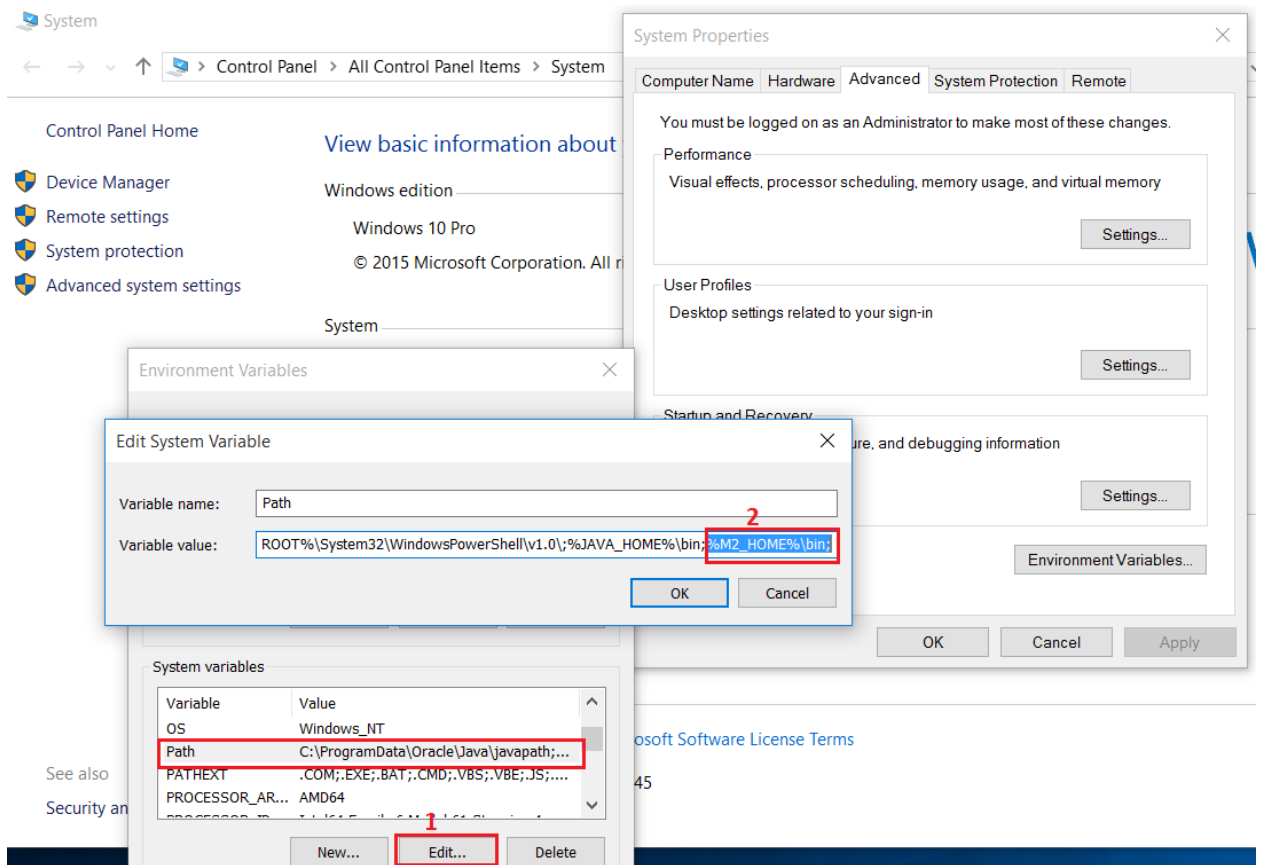 System
Control Panel > All Control Panel Items > System
Control Panel Home
Device Manager
Remote settings
System protection
Advanced system settings
See also
Security an
View basic information about
Windows edition
Windows 10 Pro
© 2015 Microsoft Corporation. All ri
System
osoft Software License Terms
45
System Properties
Computer Name Hardware Advanced System Protection Remote
You must be logged on as an Administrator to make most of these changes.
Performance
Visual effects, processor scheduling, memory usage, and virtual memory
Settings...
User Profiles
Desktop settings related to your sign-in
Settings...
Startup and Recovery
ure, and debugging information
Settings...
Environment Variables...
OK Cancel Apply
Environment Variables
Edit System Variable
Variable name: Path
2
Variable value: ROOT%\System32\WindowsPowerShell\v1.0\;%JAVA_HOME%\bin;%M2_HOME%\bin;
OK Cancel
System variables
Variable Value
OS Windows_NT
Path C:\ProgramData\Oracle\Java\javapath;...
PATHEXT .COM;.EXE;.BAT;.CMD;.VBS;.VBE;.JS;....
PROCESSOR_AR... AMD64
1
New... Edit... Delete